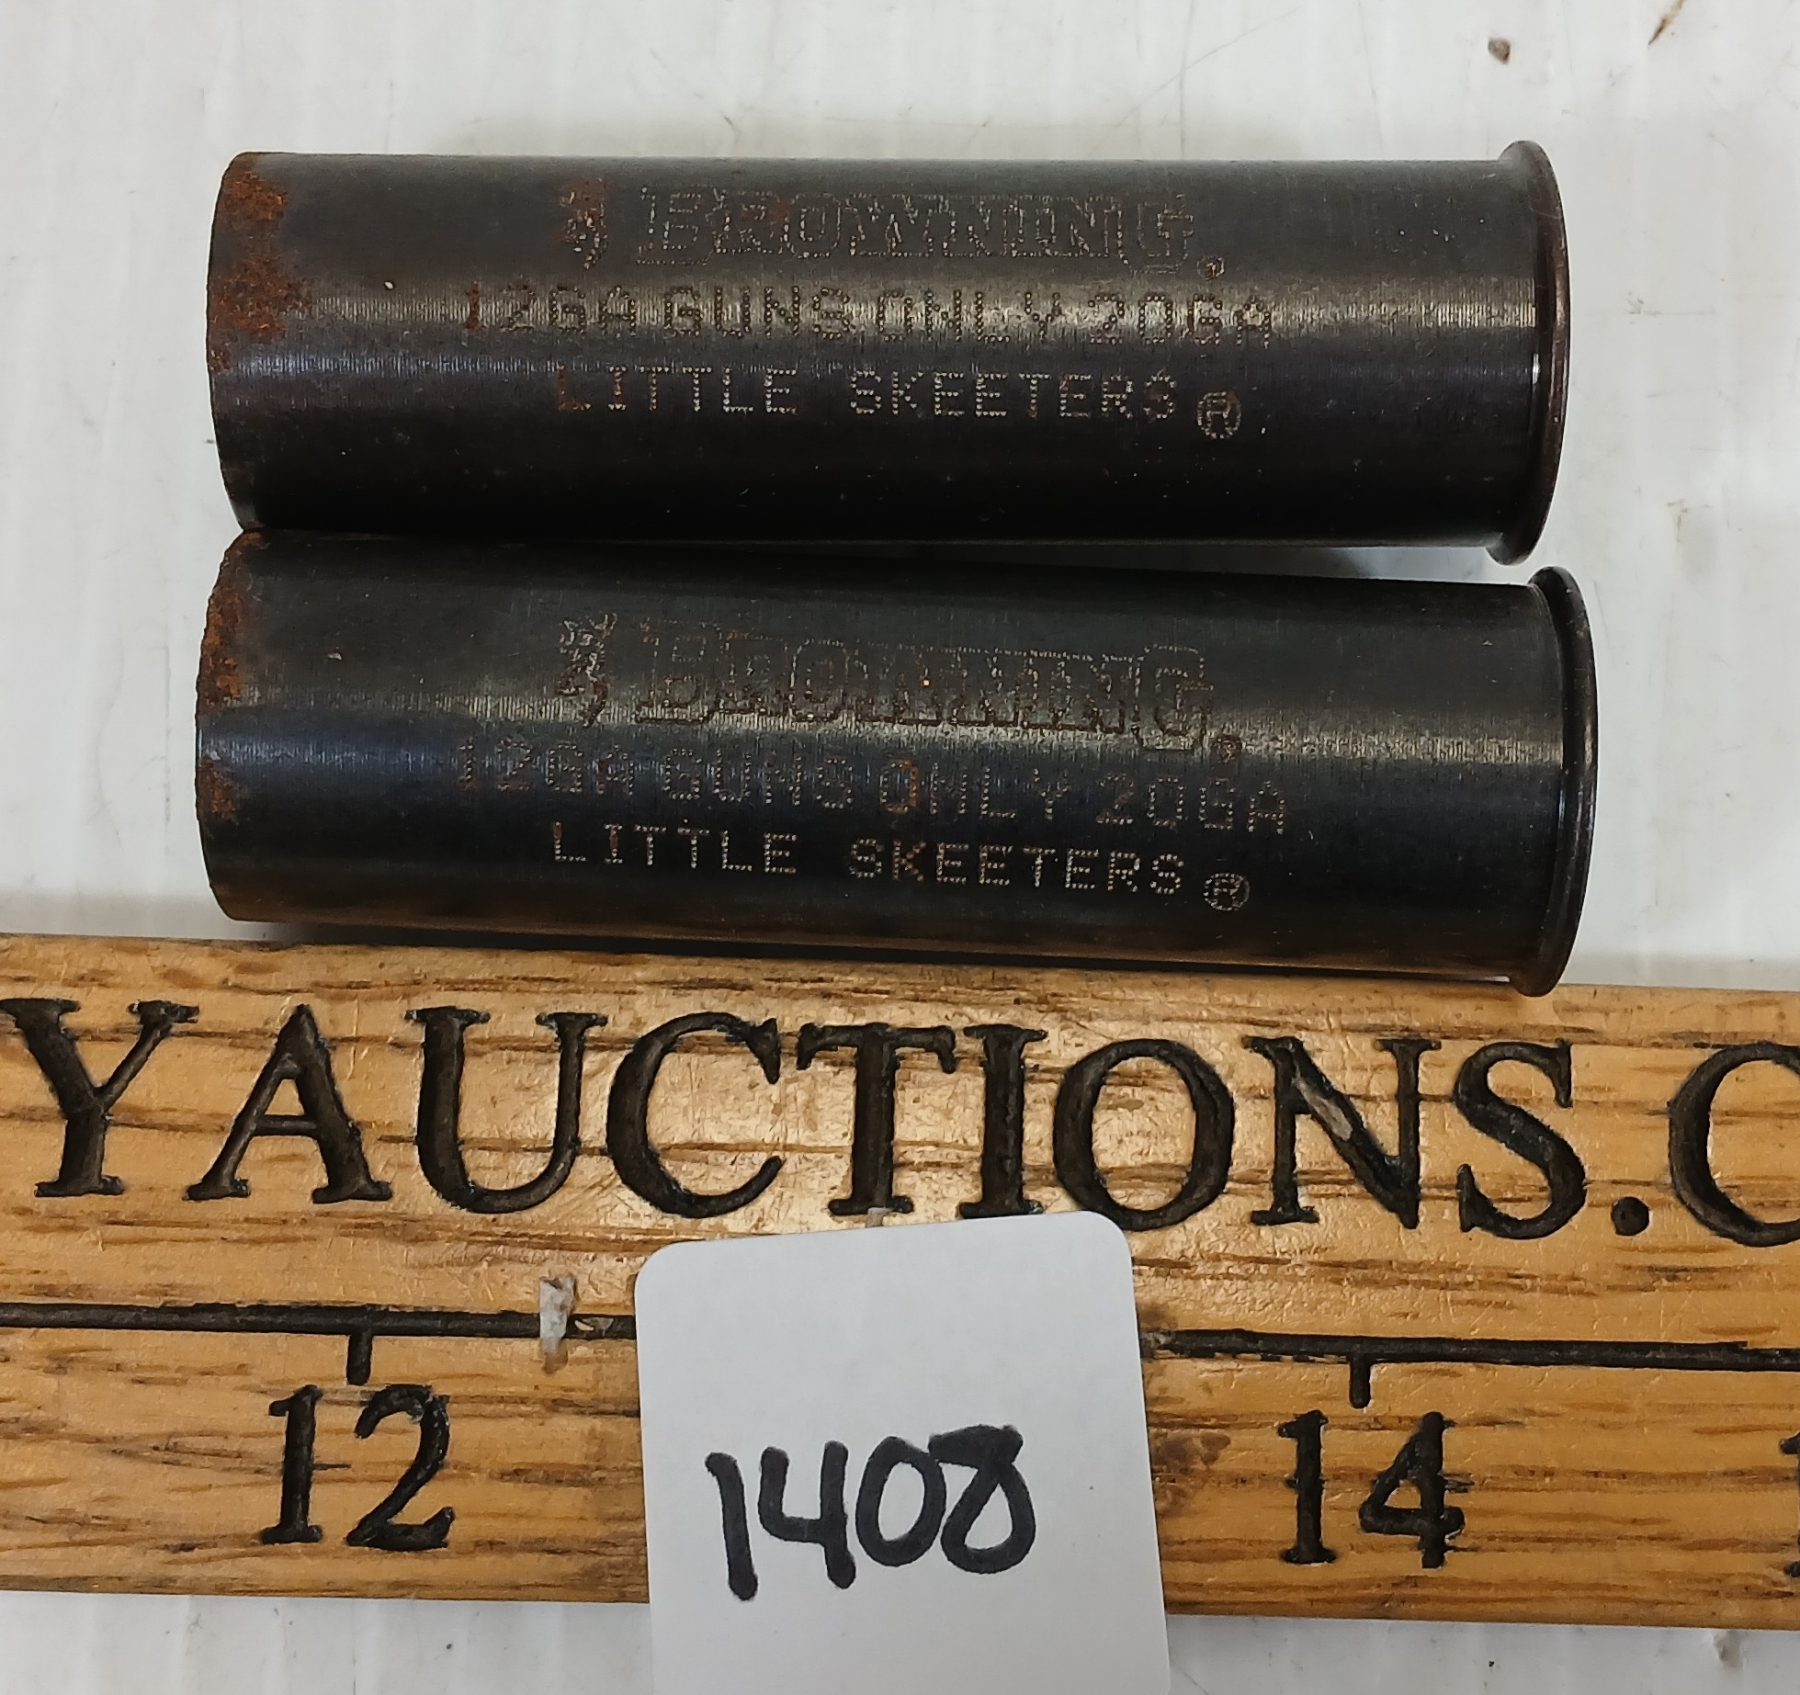 BROWNING®
12GA GUNS ONLY 20GA
LITTLE SKEETERS®
BROWNING®
12GA GUNS ONLY 20GA
LITTLE SKEETERS®
YAUCTIONS.C
12 14
1408